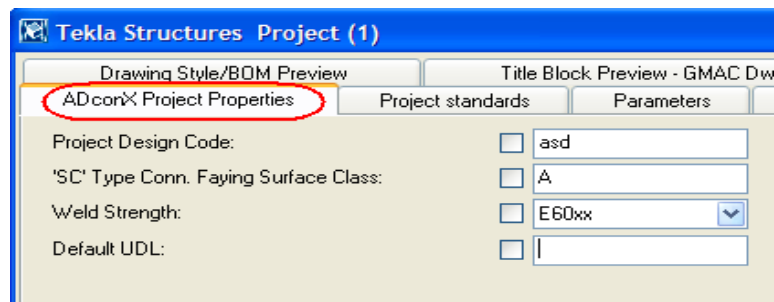 Tekla Structures Project (1)
Drawing Style/BOM Preview Title Block Preview - GMAC Dw
ADconX Project Properties Project standards Parameters
Project Design Code: asd
'SC' Type Conn. Faying Surface Class: A
Weld Strength: E60xx
Default UDL: